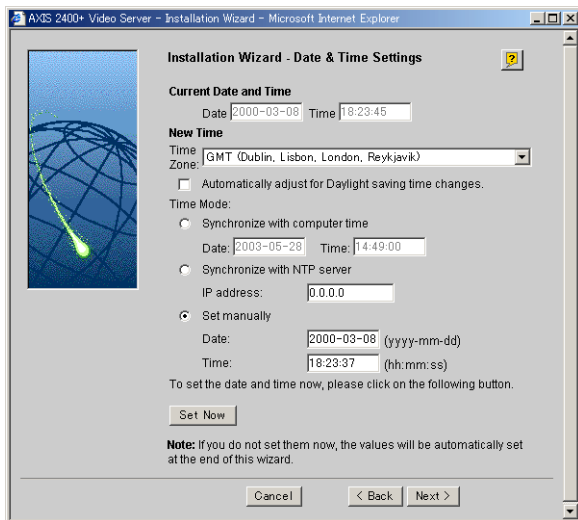 AXIS 2400+ Video Server - Installation Wizard - Microsoft Internet Explorer
Installation Wizard - Date & Time Settings
Current Date and Time
Date 2000-03-08 Time 18:23:45
New Time
Time Zone: GMT (Dublin, Lisbon, London, Reykjavik)
Automatically adjust for Daylight saving time changes.
Time Mode:
Synchronize with computer time
Date: 2003-05-28 Time: 14:49:00
Synchronize with NTP server
IP address: 0.0.0.0
Set manually
Date: 2000-03-08 (yyyy-mm-dd)
Time: 18:23:37 (hh:mm:ss)
To set the date and time now, please click on the following button.
Set Now
Note: If you do not set them now, the values will be automatically set
at the end of this wizard.
Cancel < Back Next >